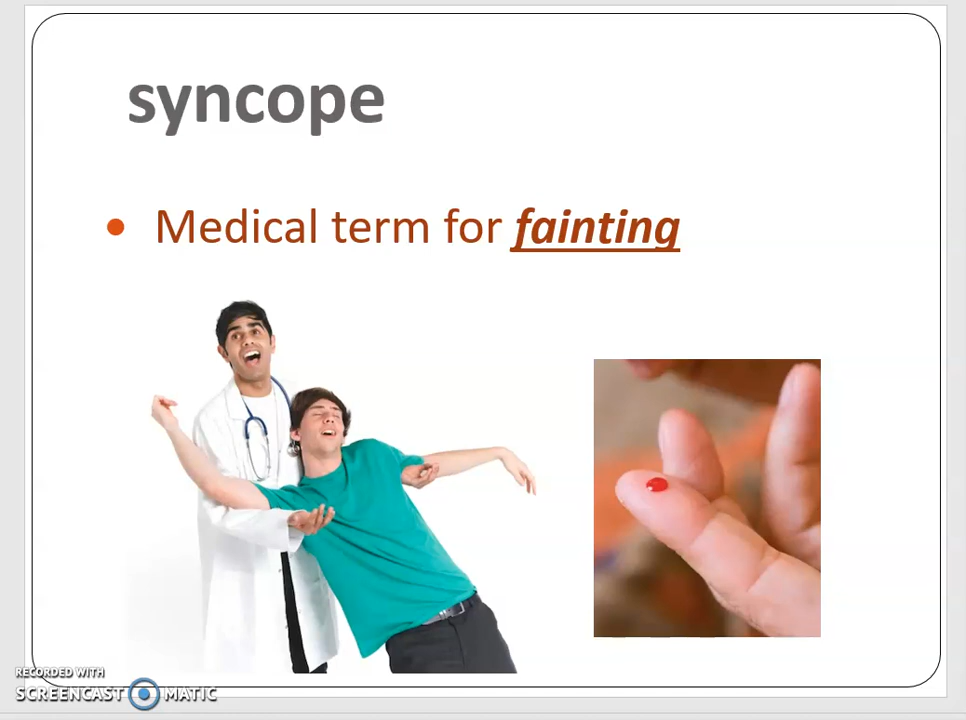 syncope
• Medical term for fainting
RECORDED WITH
SCREENCAST MATIC